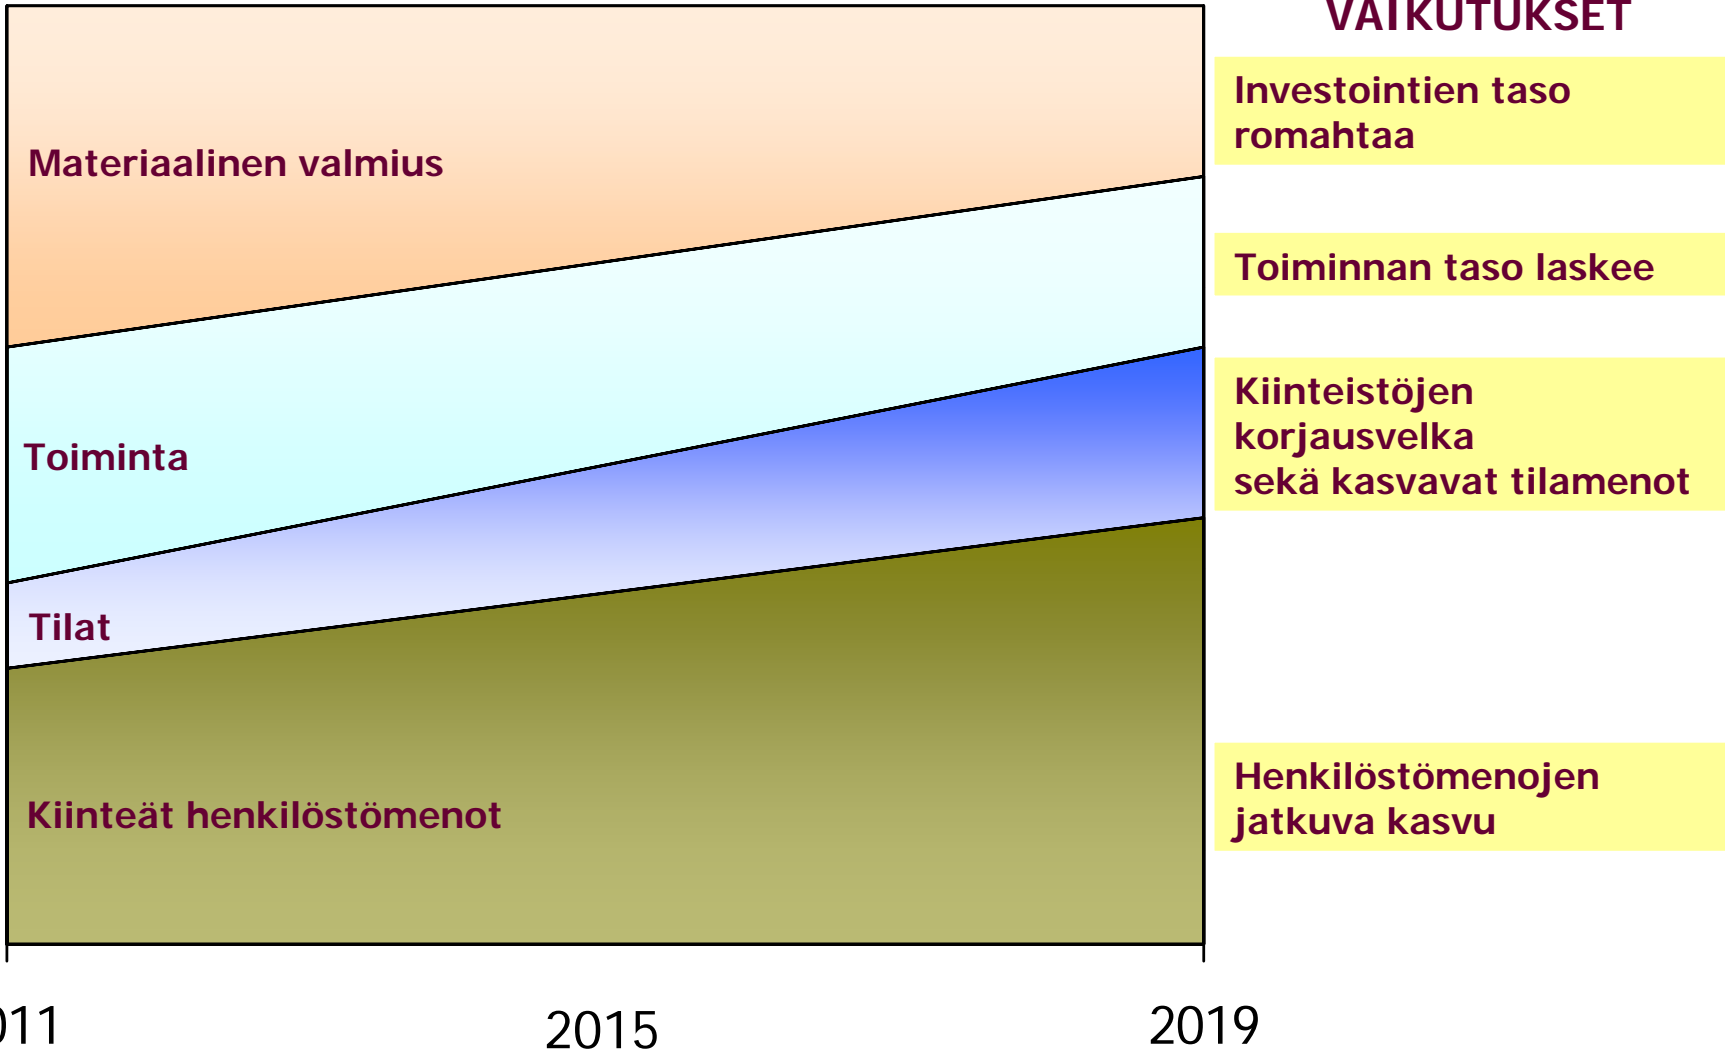 VAIKUTUKSET
Investointien taso
romahtaa
Materiaalinen valmius
Toiminnan taso laskee
Kiinteistöjen
korjausvelka
sekä kasvavat tilamenot
Toiminta
Tilat
Henkilöstömenojen
jatkuva kasvu
Kiinteät henkilöstömenot
011
2015
2019